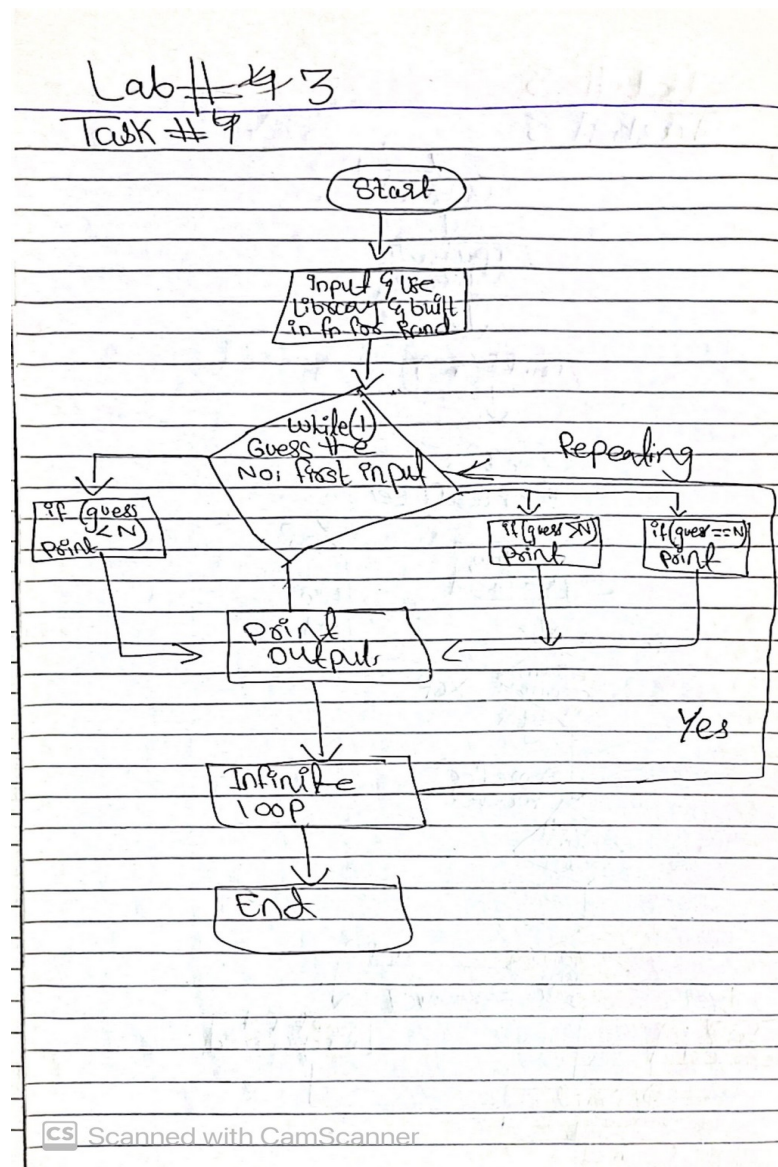 Lab # 3
Task # 9
Start
Input & Use
Library & built
in fn for Rand
while(1)
Guess the
No: first input
Repeating
if (guess
< N)
Print
if(guess >N)
Print
if(guess==N)
Print
Print
Output
Yes
Infinite
loop
End
CS Scanned with CamScanner